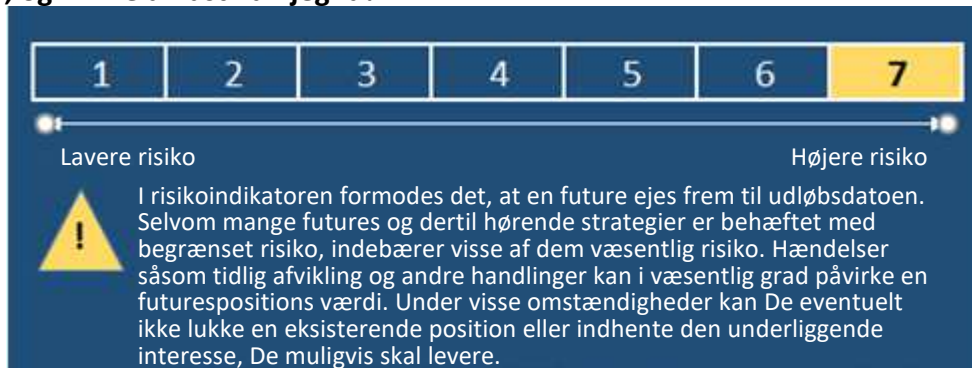 1 2 3 4 5 6 7
Lavere risiko Højere risiko
I risikoindikatoren formodes det, at en future ejes frem til udløbsdatoen.
Selvom mange futures og dertil hørende strategier er behæftet med
begrænset risiko, indebærer visse af dem væsentlig risiko. Hændelser
såsom tidlig afvikling og andre handlinger kan i væsentlig grad påvirke en
futurespositions værdi. Under visse omstændigheder kan De eventuelt
ikke lukke en eksisterende position eller indhente den underliggende
interesse, De muligvis skal levere.
!